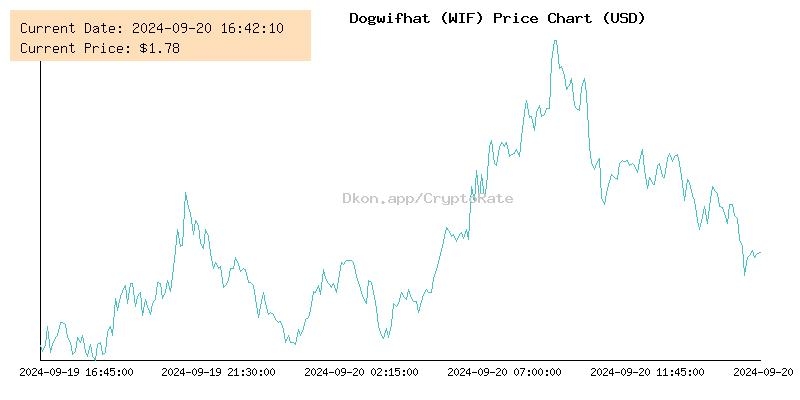 Dogwifhat (WIF) Price Chart (USD)
Current Date: 2024-09-20 16:42:10
Current Price: $1.78
Dkon.app/CryptoRate
2024-09-19 16:45:00 2024-09-19 21:30:00 2024-09-20 02:15:00 2024-09-20 07:00:00 2024-09-20 11:45:00 2024-09-20